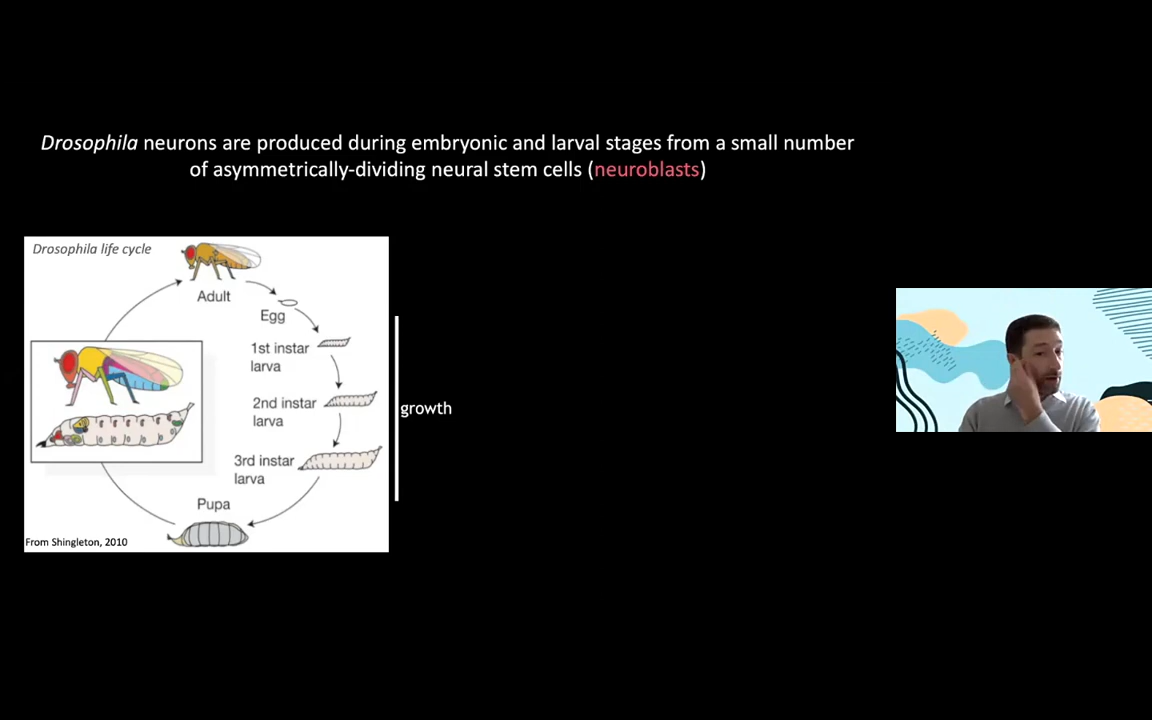 Drosophila neurons are produced during embryonic and larval stages from a small number
of asymmetrically-dividing neural stem cells (neuroblasts)
Drosophila life cycle
Adult
Egg
1st instar
larva
2nd instar
larva
growth
3rd instar
larva
Pupa
From Shingleton, 2010